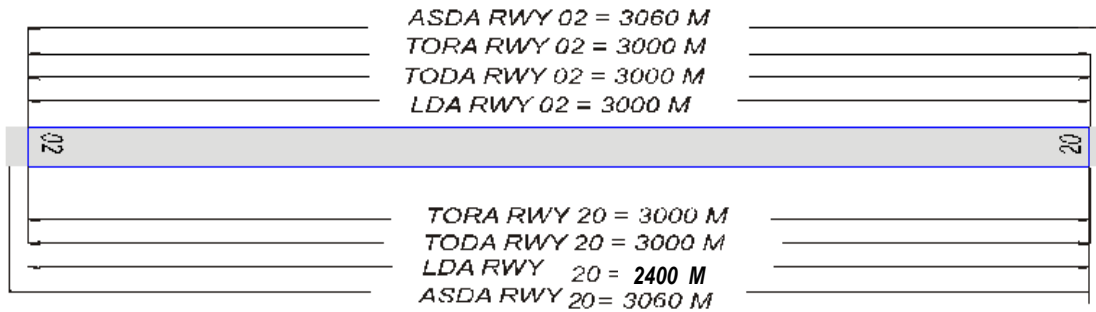 ASDA RWY 02 = 3060 M
TORA RWY 02 = 3000 M
TODA RWY 02 = 3000 M
LDA RWY 02 = 3000 M
02
20
TORA RWY 20 = 3000 M
TODA RWY 20 = 3000 M
LDA RWY 20 = 2400 M
ASDA RWY 20= 3060 M